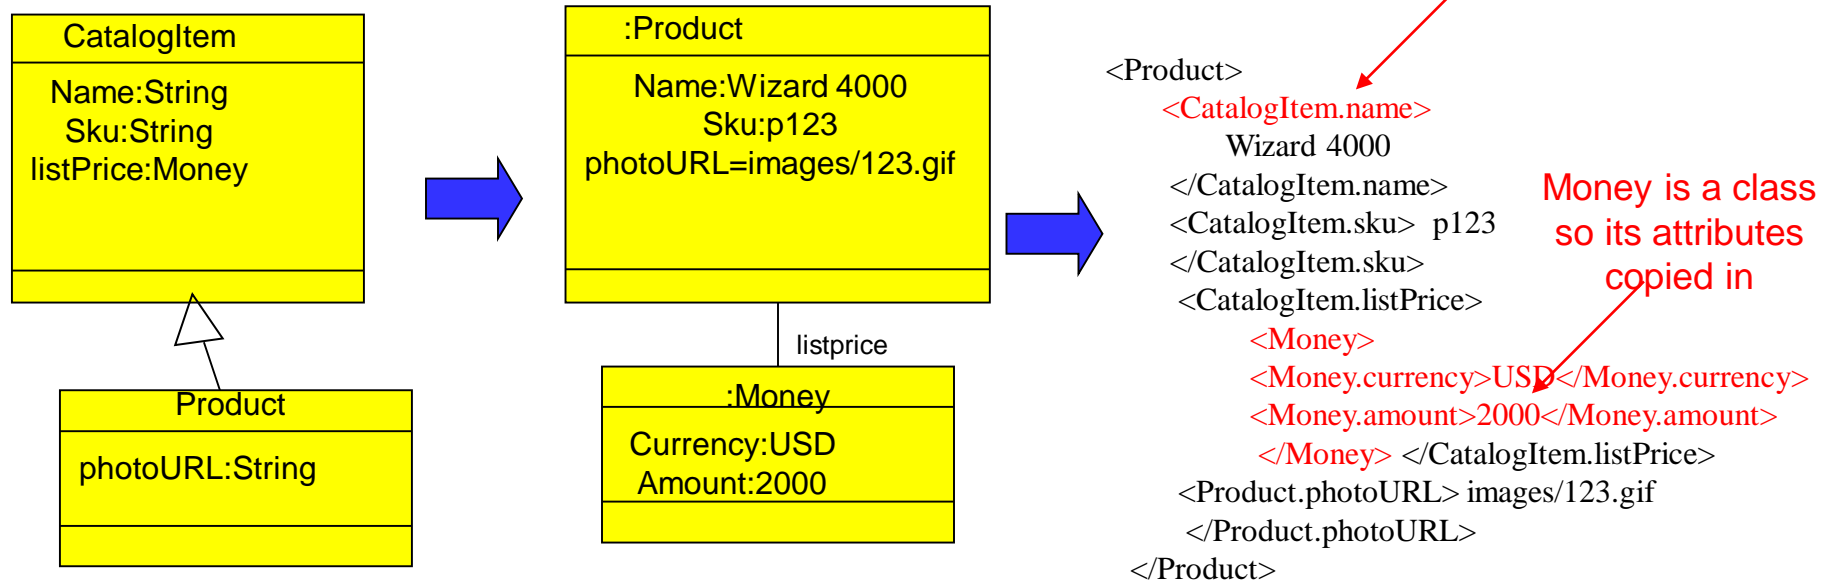 CatalogItem
Name:String
Sku:String
listPrice:Money
Product
photoURL:String
:Product
Name:Wizard 4000
Sku:p123
photoURL=images/123.gif
listprice
:Money
Currency:USD
Amount:2000
<Product>
<CatalogItem.name>
Wizard 4000
</CatalogItem.name>
<CatalogItem.sku> p123
</CatalogItem.sku>
<CatalogItem.listPrice>
<Money>
<Money.currency>USD</Money.currency>
<Money.amount>2000</Money.amount>
</Money> </CatalogItem.listPrice>
<Product.photoURL> images/123.gif
</Product.photoURL>
</Product>
Money is a class
so its attributes
copied in